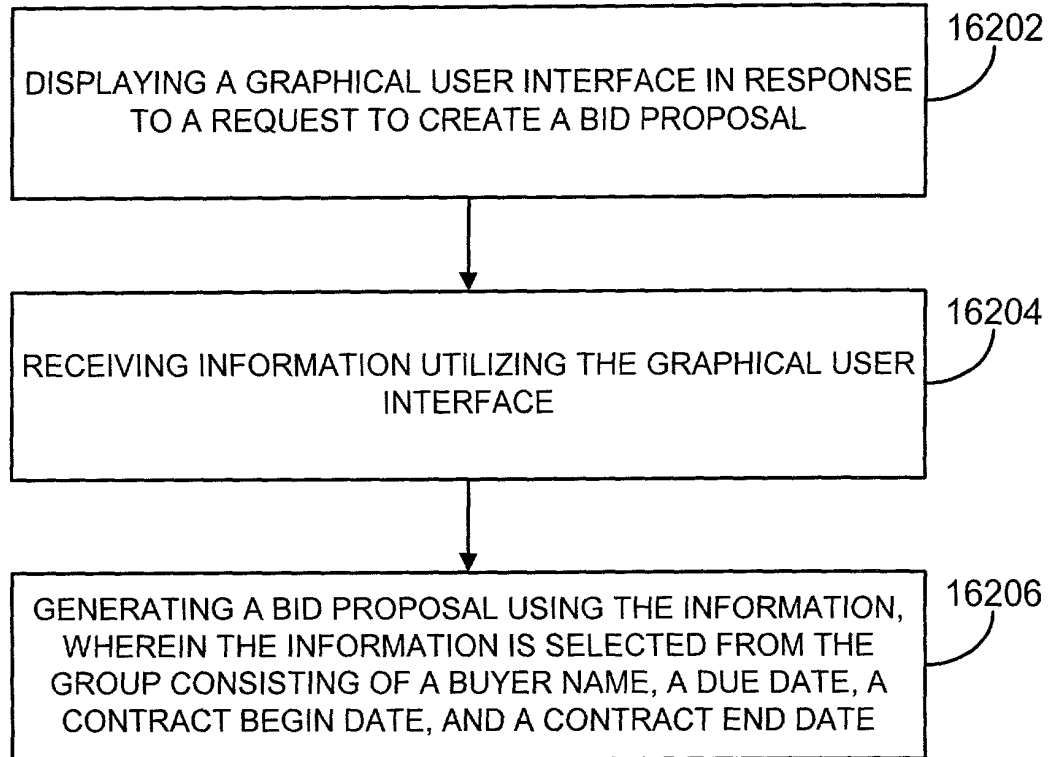 16202
DISPLAYING A GRAPHICAL USER INTERFACE IN RESPONSE
TO A REQUEST TO CREATE A BID PROPOSAL
16204
RECEIVING INFORMATION UTILIZING THE GRAPHICAL USER
INTERFACE
16206
GENERATING A BID PROPOSAL USING THE INFORMATION,
WHEREIN THE INFORMATION IS SELECTED FROM THE
GROUP CONSISTING OF A BUYER NAME, A DUE DATE, A
CONTRACT BEGIN DATE, AND A CONTRACT END DATE